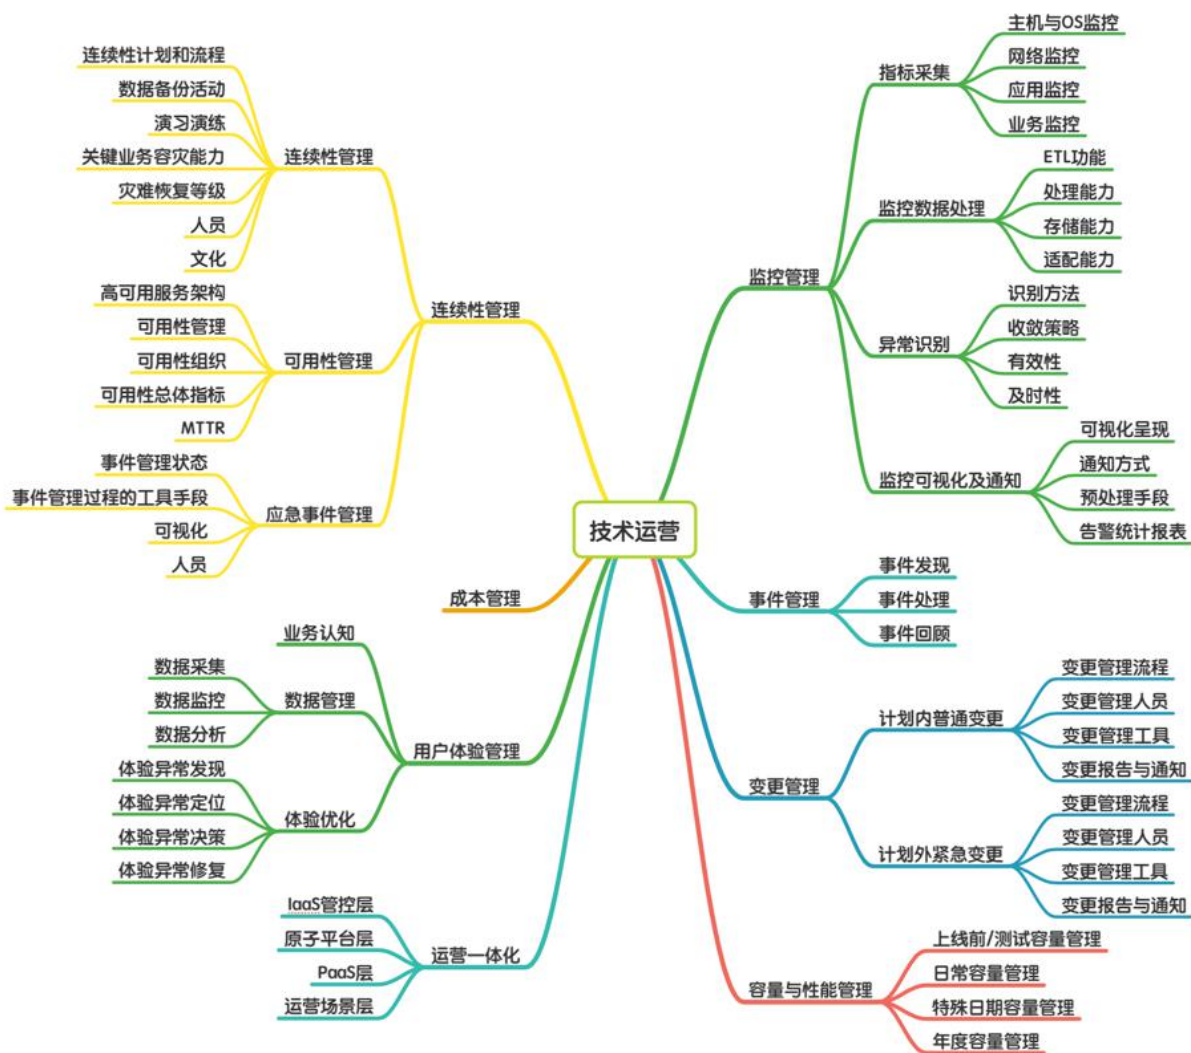 技术运营
监控管理
指标采集
主机与OS监控
网络监控
应用监控
业务监控
监控数据处理
ETL功能
处理能力
存储能力
适配能力
异常识别
识别方法
收敛策略
有效性
及时性
监控可视化及通知
可视化呈现
通知方式
预处理手段
告警统计报表
事件管理
事件发现
事件处理
事件回顾
变更管理
计划内普通变更
变更管理流程
变更管理人员
变更管理工具
变更报告与通知
计划外紧急变更
变更管理流程
变更管理人员
变更管理工具
变更报告与通知
容量与性能管理
上线前/测试容量管理
日常容量管理
特殊日期容量管理
年度容量管理
连续性管理
连续性管理
连续性计划和流程
数据备份活动
演习演练
关键业务容灾能力
灾难恢复等级
人员
文化
可用性管理
高可用服务架构
可用性管理
可用性组织
可用性总体指标
MTTR
应急事件管理
事件管理状态
事件管理过程的工具手段
可视化
人员
成本管理
用户体验管理
业务认知
数据管理
数据采集
数据监控
数据分析
体验优化
体验异常发现
体验异常定位
体验异常决策
体验异常修复
运营一体化
IaaS管控层
原子平台层
PaaS层
运营场景层